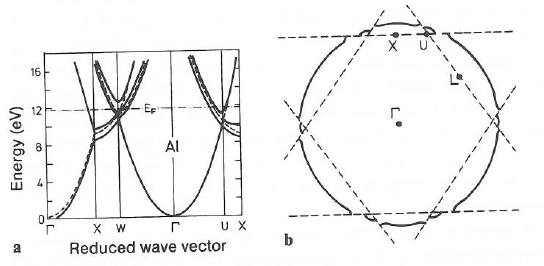 16
12
8
4
0
Energy (eV)
E_F
Al
Γ X W Γ U X
a Reduced wave vector
X U
L
Γ
b